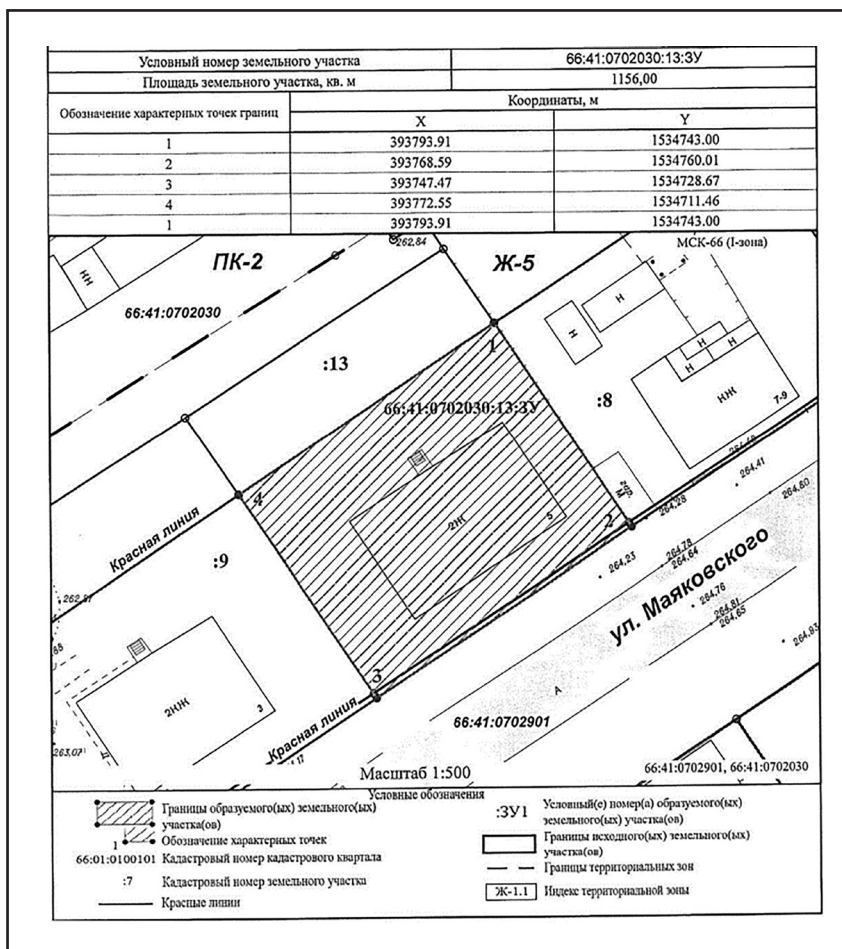 Условный номер земельного участка 66:41:0702030:13:ЗУ
Площадь земельного участка, кв. м 1156,00
Обозначение характерных точек границ Координаты, м
X Y
1 393793.91 1534743.00
2 393768.59 1534760.01
3 393747.47 1534728.67
4 393772.55 1534711.46
1 393793.91 1534743.00
МСК-66 (I-зона)
262,84
ПК-2 Ж-5
КН
66:41:0702030
Н
Н
1
:13
Н
Н
Н
:8
КЖ
7-9
66:41:0702030:13:ЗУ
4
гар
М
264,41
264,80
2Ж
5
2
264,28
Красная линия
:9
264,23
264,78
264,64
ул. Маяковского
264,76
264,81
264,65
264,93
3
2КЖ
3
Красная линия
А
66:41:0702901
263,07
17
Масштаб 1:500
66:41:0702901, 66:41:0702030
Условные обозначения
Границы образуемого(ых) земельного(ых)
участка(ов)
1 Обозначение характерных точек
66:01:0100101 Кадастровый номер кадастрового квартала
:7 Кадастровый номер земельного участка
Красные линии
:ЗУ1 Условный(е) номер(а) образуемого(ых)
земельного(ых) участка(ов)
Границы исходного(ых) земельного(ых)
участка(ов)
Границы территориальных зон
Ж-1.1 Индекс территориальной зоны